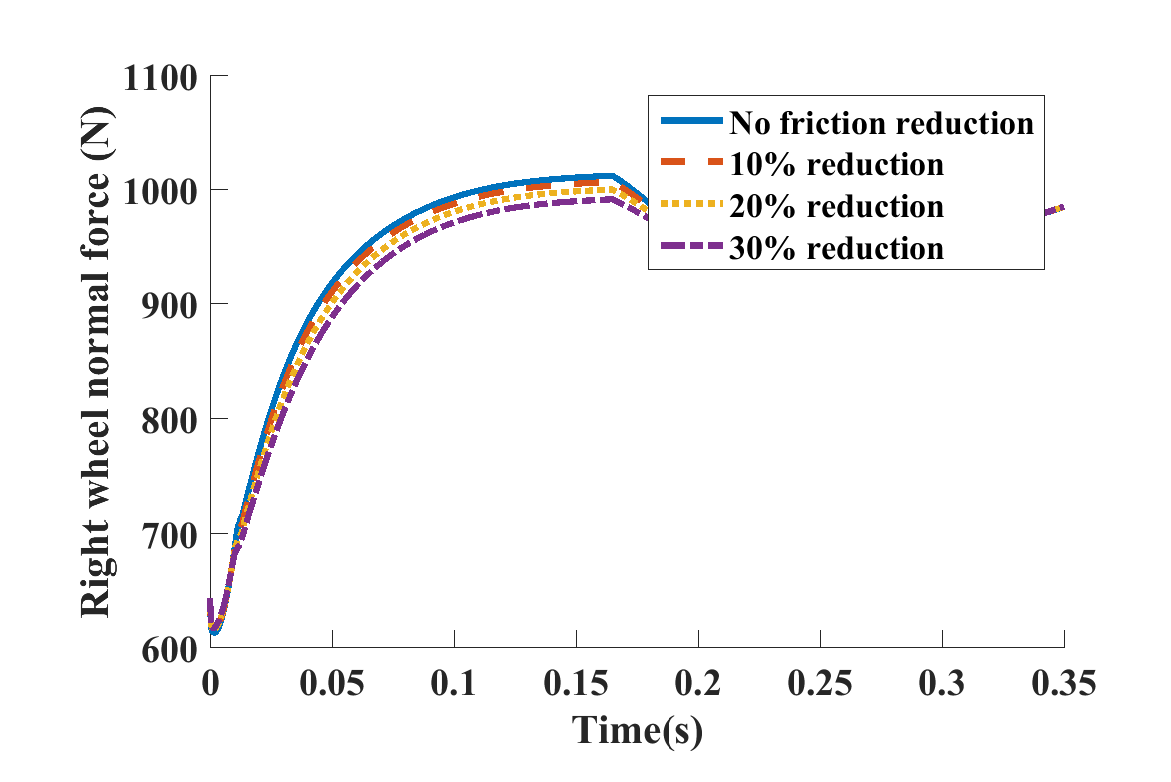 1100
1000
900
800
700
600
Right wheel normal force (N)
No friction reduction
10% reduction
20% reduction
30% reduction
0 0.05 0.1 0.15 0.2 0.25 0.3 0.35
Time(s)